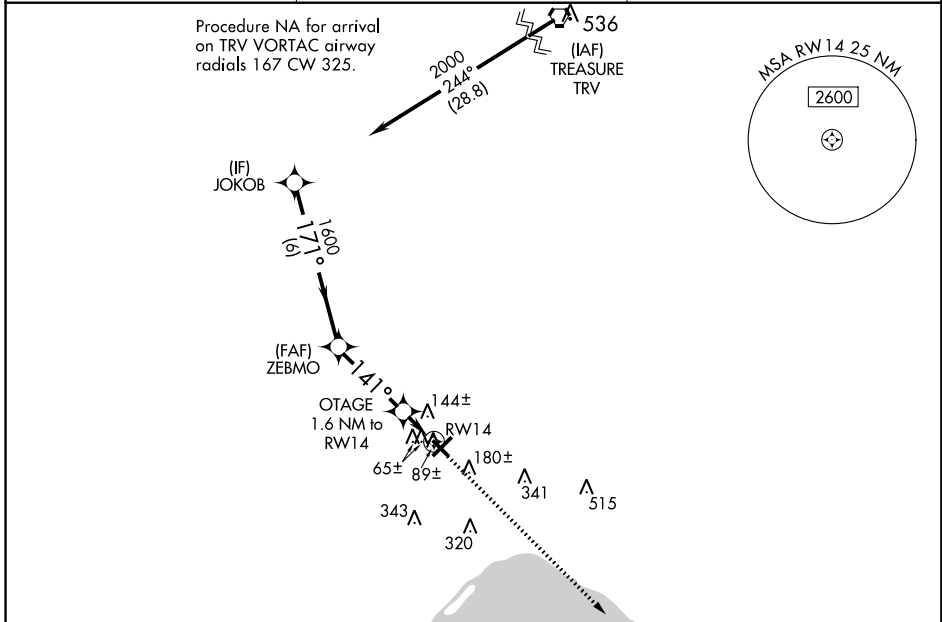 Procedure NA for arrival
on TRV VORTAC airway
radials 167 CW 325.
536
(IAF)
TREASURE
TRV
2000
244°
(28.8)
MSA RW14 25 NM
2600
(IF)
JOKOB
1600
171°
(6)
(FAF)
ZEBMO
141°
OTAGE
1.6 NM to
RW14
144±
RW14
65±
89±
180±
341
515
343
320